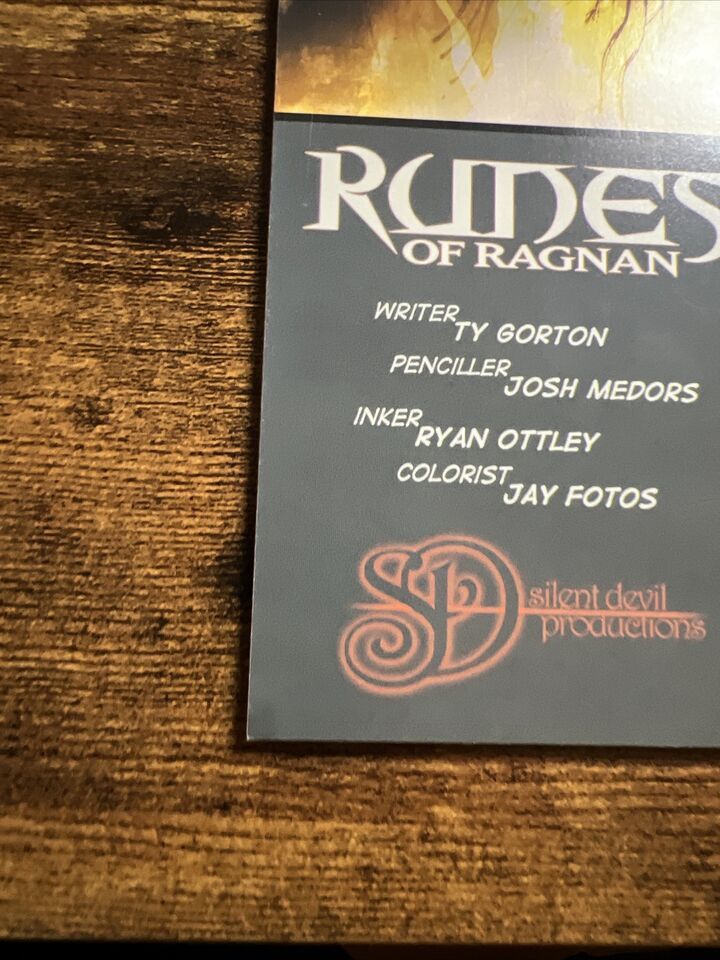 RUNES
OF RAGNAN
WRITER
TY GORTON
PENCILLER
JOSH MEDORS
INKER
RYAN OTTLEY
COLORIST
JAY FOTOS
SD
silent devil
productions